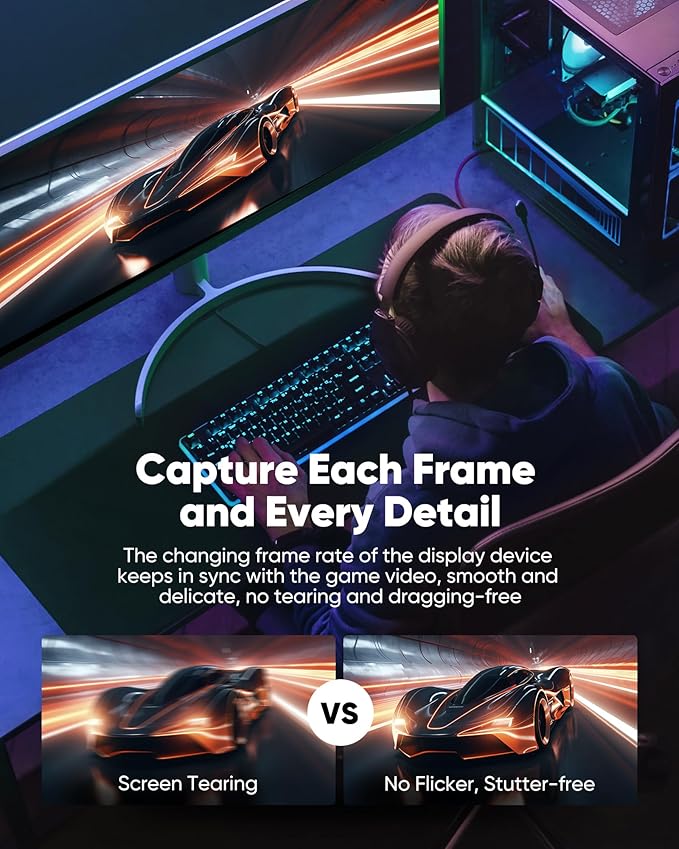 Capture Each Frame
and Every Detail
The changing frame rate of the display device
keeps in sync with the game video, smooth and
delicate, no tearing and dragging-free
VS
Screen Tearing
No Flicker, Stutter-free